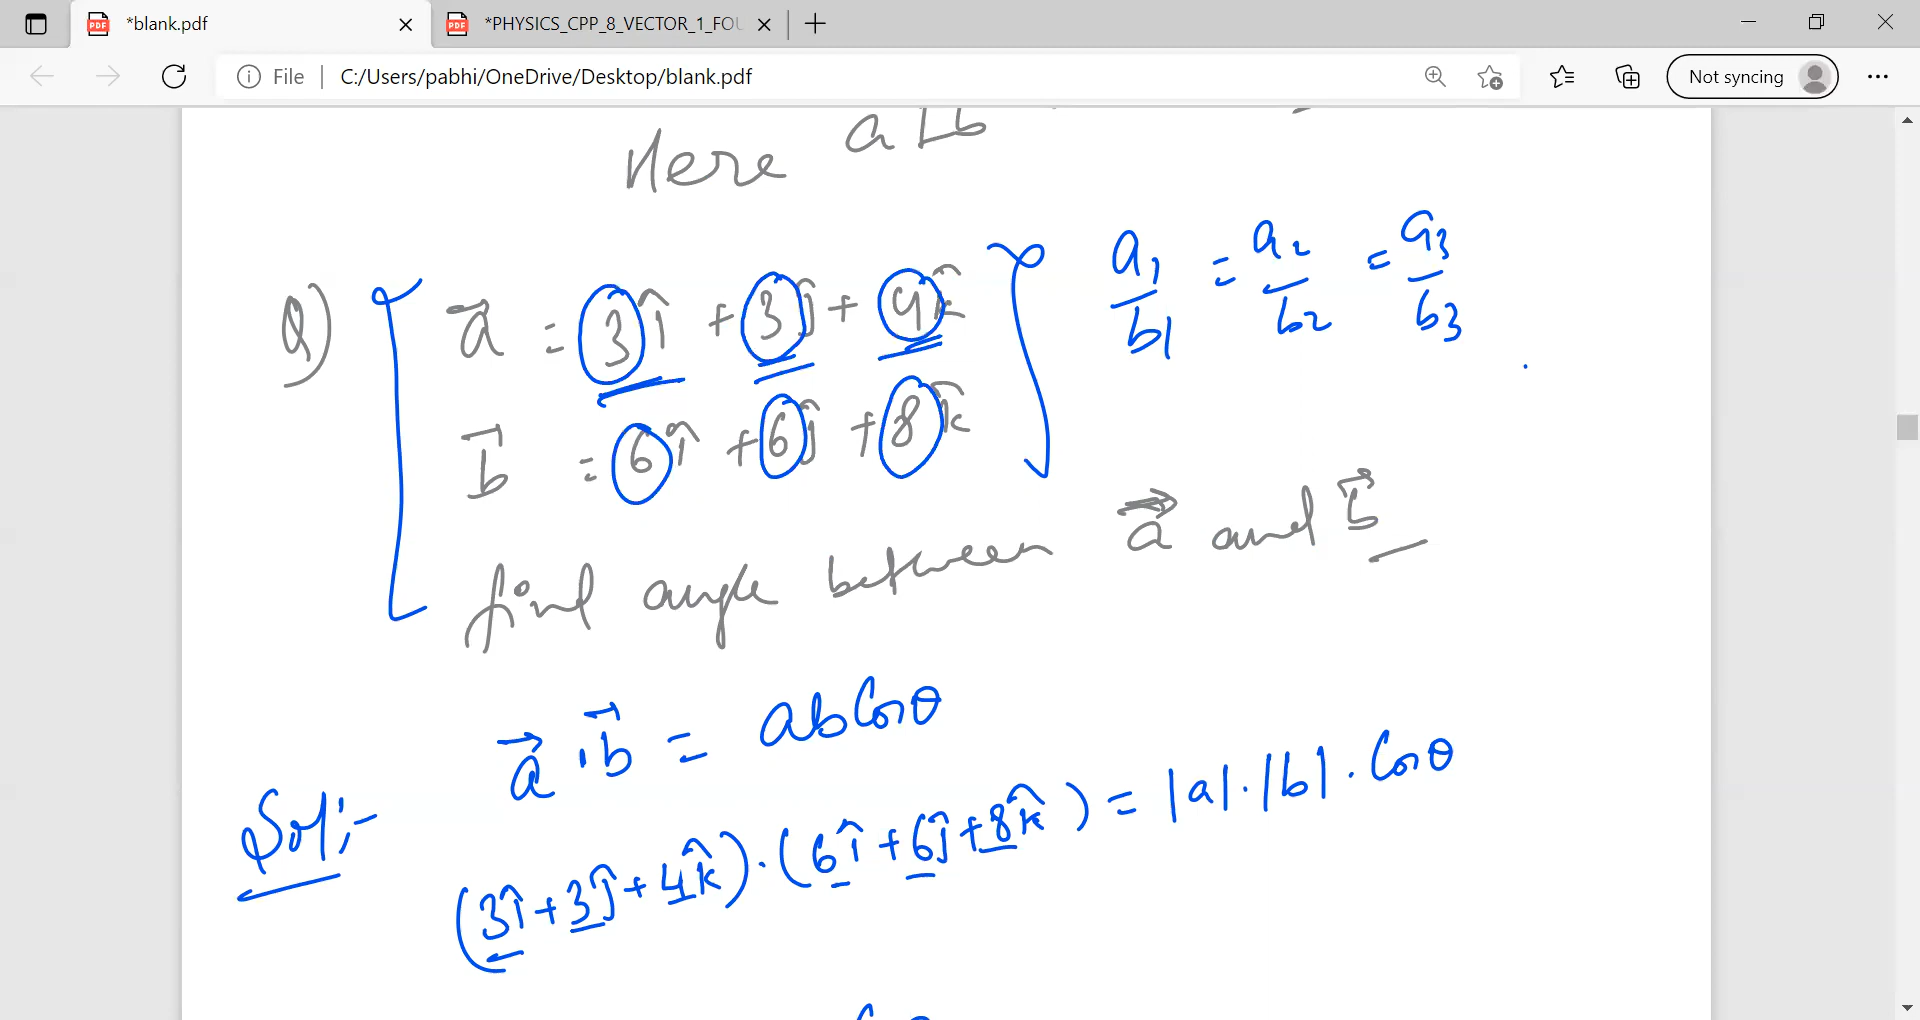 *blank.pdf
*PHYSICS_CPP_8_VECTOR_1_FOU
File | C:/Users/pabhi/OneDrive/Desktop/blank.pdf
Not syncing
Here a⊥b
Q) a⃗ = 3î + 3ĵ + 4k̂
a₁/b₁ = a₂/b₂ = a₃/b₃
b⃗ = 6î + 6ĵ + 8k̂
find angle between a⃗ and b⃗
a⃗ . b⃗ = ab Cosθ
Sol:-
(3î + 3ĵ + 4k̂) . (6î + 6ĵ + 8k̂) = |a| . |b| . Cosθ